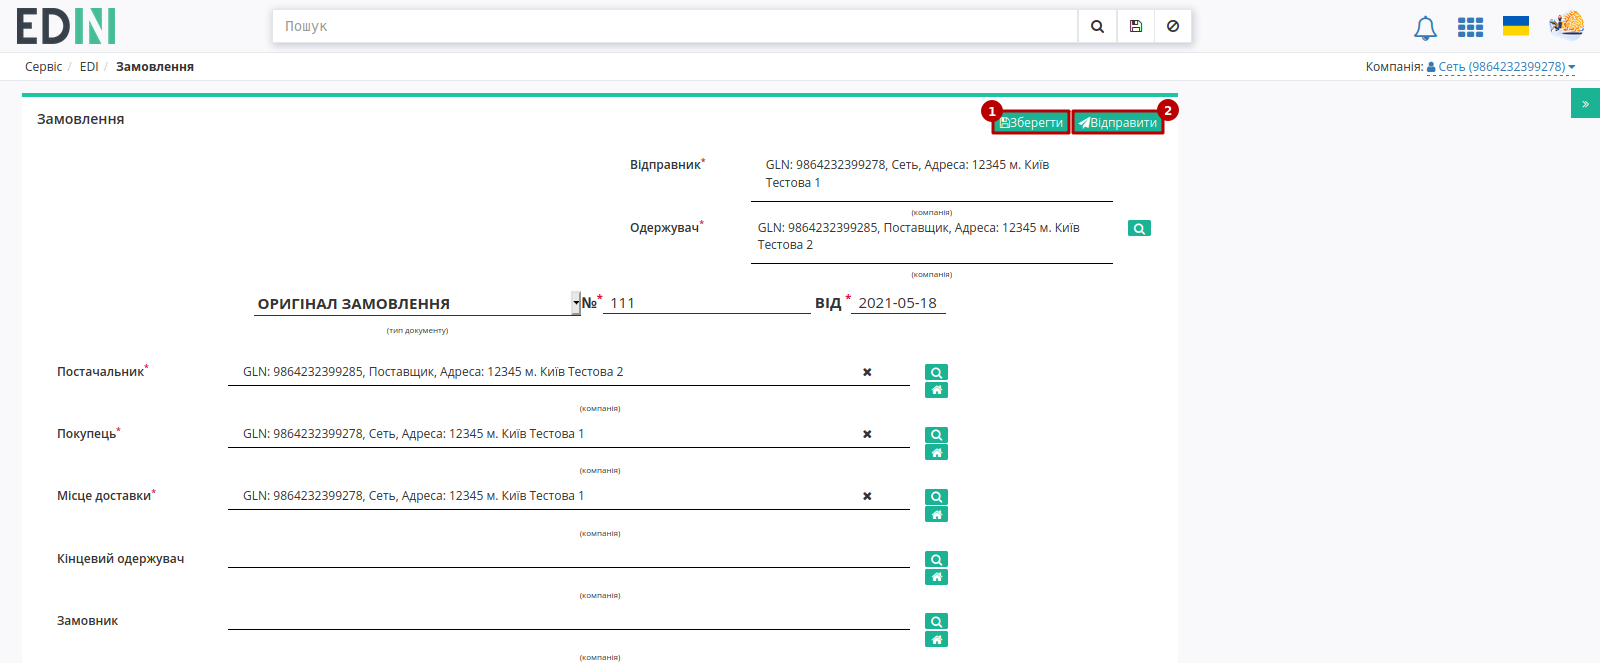 EDIN
Пошук
Сервіс / EDI / Замовлення
Компанія: Сеть (9864232399278)
»
Замовлення
1
Зберегти
Відправити
2
Відправник*
GLN: 9864232399278, Сеть, Адреса: 12345 м. Київ
Тестова 1
(компанія)
Одержувач*
GLN: 9864232399285, Поставщик, Адреса: 12345 м. Київ
Тестова 2
(компанія)
ОРИГІНАЛ ЗАМОВЛЕННЯ №* 111 ВІД * 2021-05-18
(тип документу)
Постачальник* GLN: 9864232399285, Поставщик, Адреса: 12345 м. Київ Тестова 2
(компанія)
Покупець* GLN: 9864232399278, Сеть, Адреса: 12345 м. Київ Тестова 1
(компанія)
Місце доставки* GLN: 9864232399278, Сеть, Адреса: 12345 м. Київ Тестова 1
(компанія)
Кінцевий одержувач
(компанія)
Замовник
(компанія)